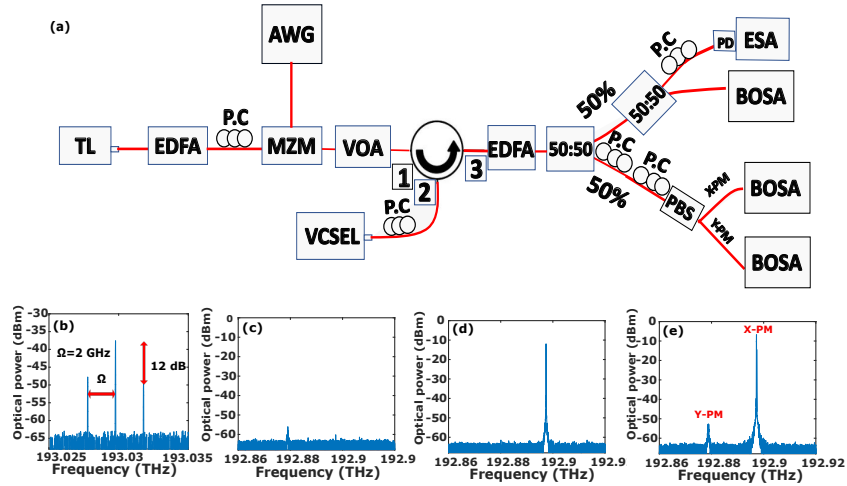 (a)
AWG
P.C
PD
ESA
50%
50:50
BOSA
P.C
TL
EDFA
MZM
VOA
1
2
3
EDFA
50:50
P.C
P.C
50%
PBS
X-PM
Y-PM
BOSA
BOSA
P.C
VCSEL
(b)
Ω=2 GHz
Ω
12 dB
Optical power (dBm)
-30
-35
-40
-45
-50
-55
-60
-65
193.025
193.03
193.035
Frequency (THz)
(c)
Optical power (dBm)
0
-10
-20
-30
-40
-50
-60
192.86
192.88
192.9
192.9
Frequency (THz)
(d)
Optical power (dBm)
0
-10
-20
-30
-40
-50
-60
192.86
192.88
192.9
Frequency (THz)
(e)
X-PM
Y-PM
Optical power (dBm)
0
-10
-20
-30
-40
-50
-60
192.86
192.88
192.9
192.92
Frequency (THz)